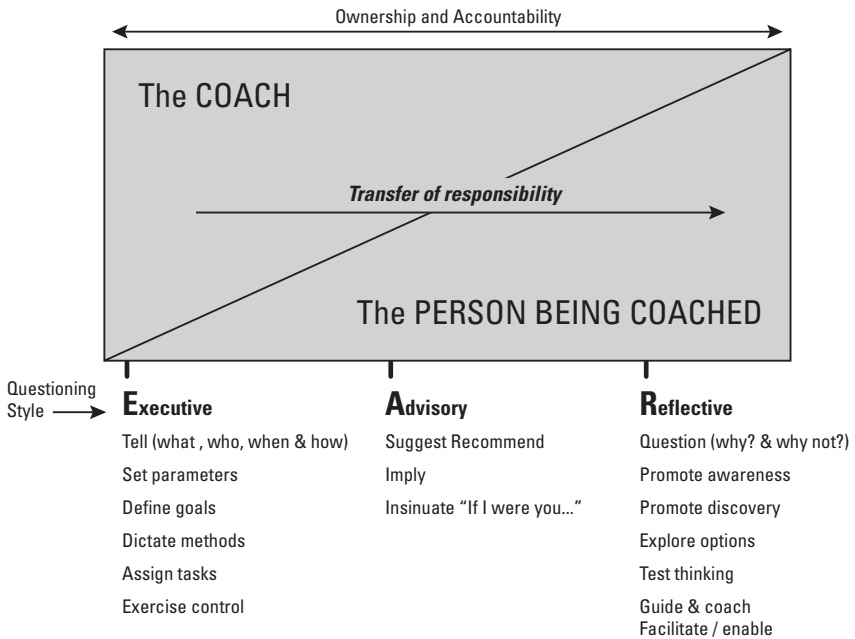 Ownership and Accountability
The COACH
Transfer of responsibility
The PERSON BEING COACHED
Questioning
Style
Executive
Tell (what , who, when & how)
Set parameters
Define goals
Dictate methods
Assign tasks
Exercise control
Advisory
Suggest Recommend
Imply
Insinuate “If I were you...”
Reflective
Question (why? & why not?)
Promote awareness
Promote discovery
Explore options
Test thinking
Guide & coach
Facilitate / enable